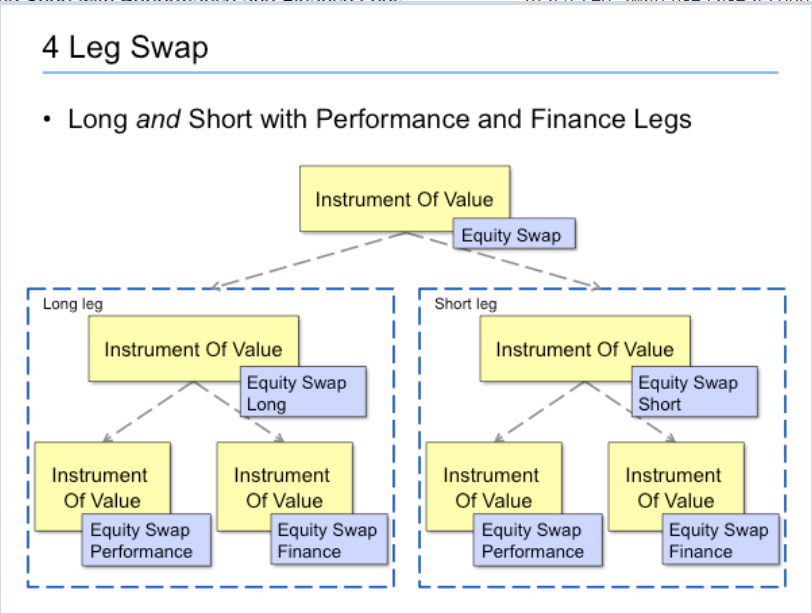 4 Leg Swap
• Long and Short with Performance and Finance Legs
Instrument Of Value
Equity Swap
Long leg
Instrument Of Value
Equity Swap
Long
Instrument
Of Value
Equity Swap
Performance
Instrument
Of Value
Equity Swap
Finance
Short leg
Instrument Of Value
Equity Swap
Short
Instrument
Of Value
Equity Swap
Performance
Instrument
Of Value
Equity Swap
Finance